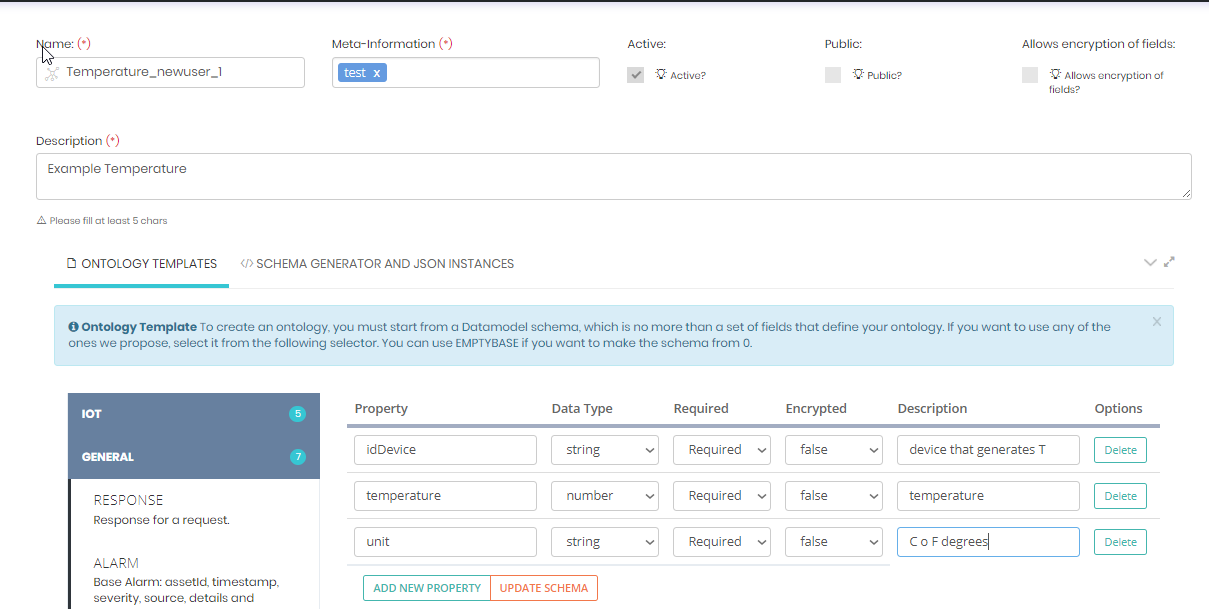 Name: (*)
Meta-Information (*)
Active:
Public:
Allows encryption of fields:
Temperature_newuser_1
test x
Active?
Public?
Allows encryption of
fields?
Description (*)
Example Temperature
Please fill at least 5 chars
ONTOLOGY TEMPLATES
</> SCHEMA GENERATOR AND JSON INSTANCES
Ontology Template To create an ontology, you must start from a Datamodel schema, which is no more than a set of fields that define your ontology. If you want to use any of the
ones we propose, select it from the following selector. You can use EMPTYBASE if you want to make the schema from 0.
IOT 5
GENERAL 7
RESPONSE
Response for a request.
ALARM
Base Alarm: assetId, timestamp,
severity, source, details and
Property Data Type Required Encrypted Description Options
idDevice string Required false device that generates T Delete
temperature number Required false temperature Delete
unit string Required false C o F degrees Delete
ADD NEW PROPERTY UPDATE SCHEMA